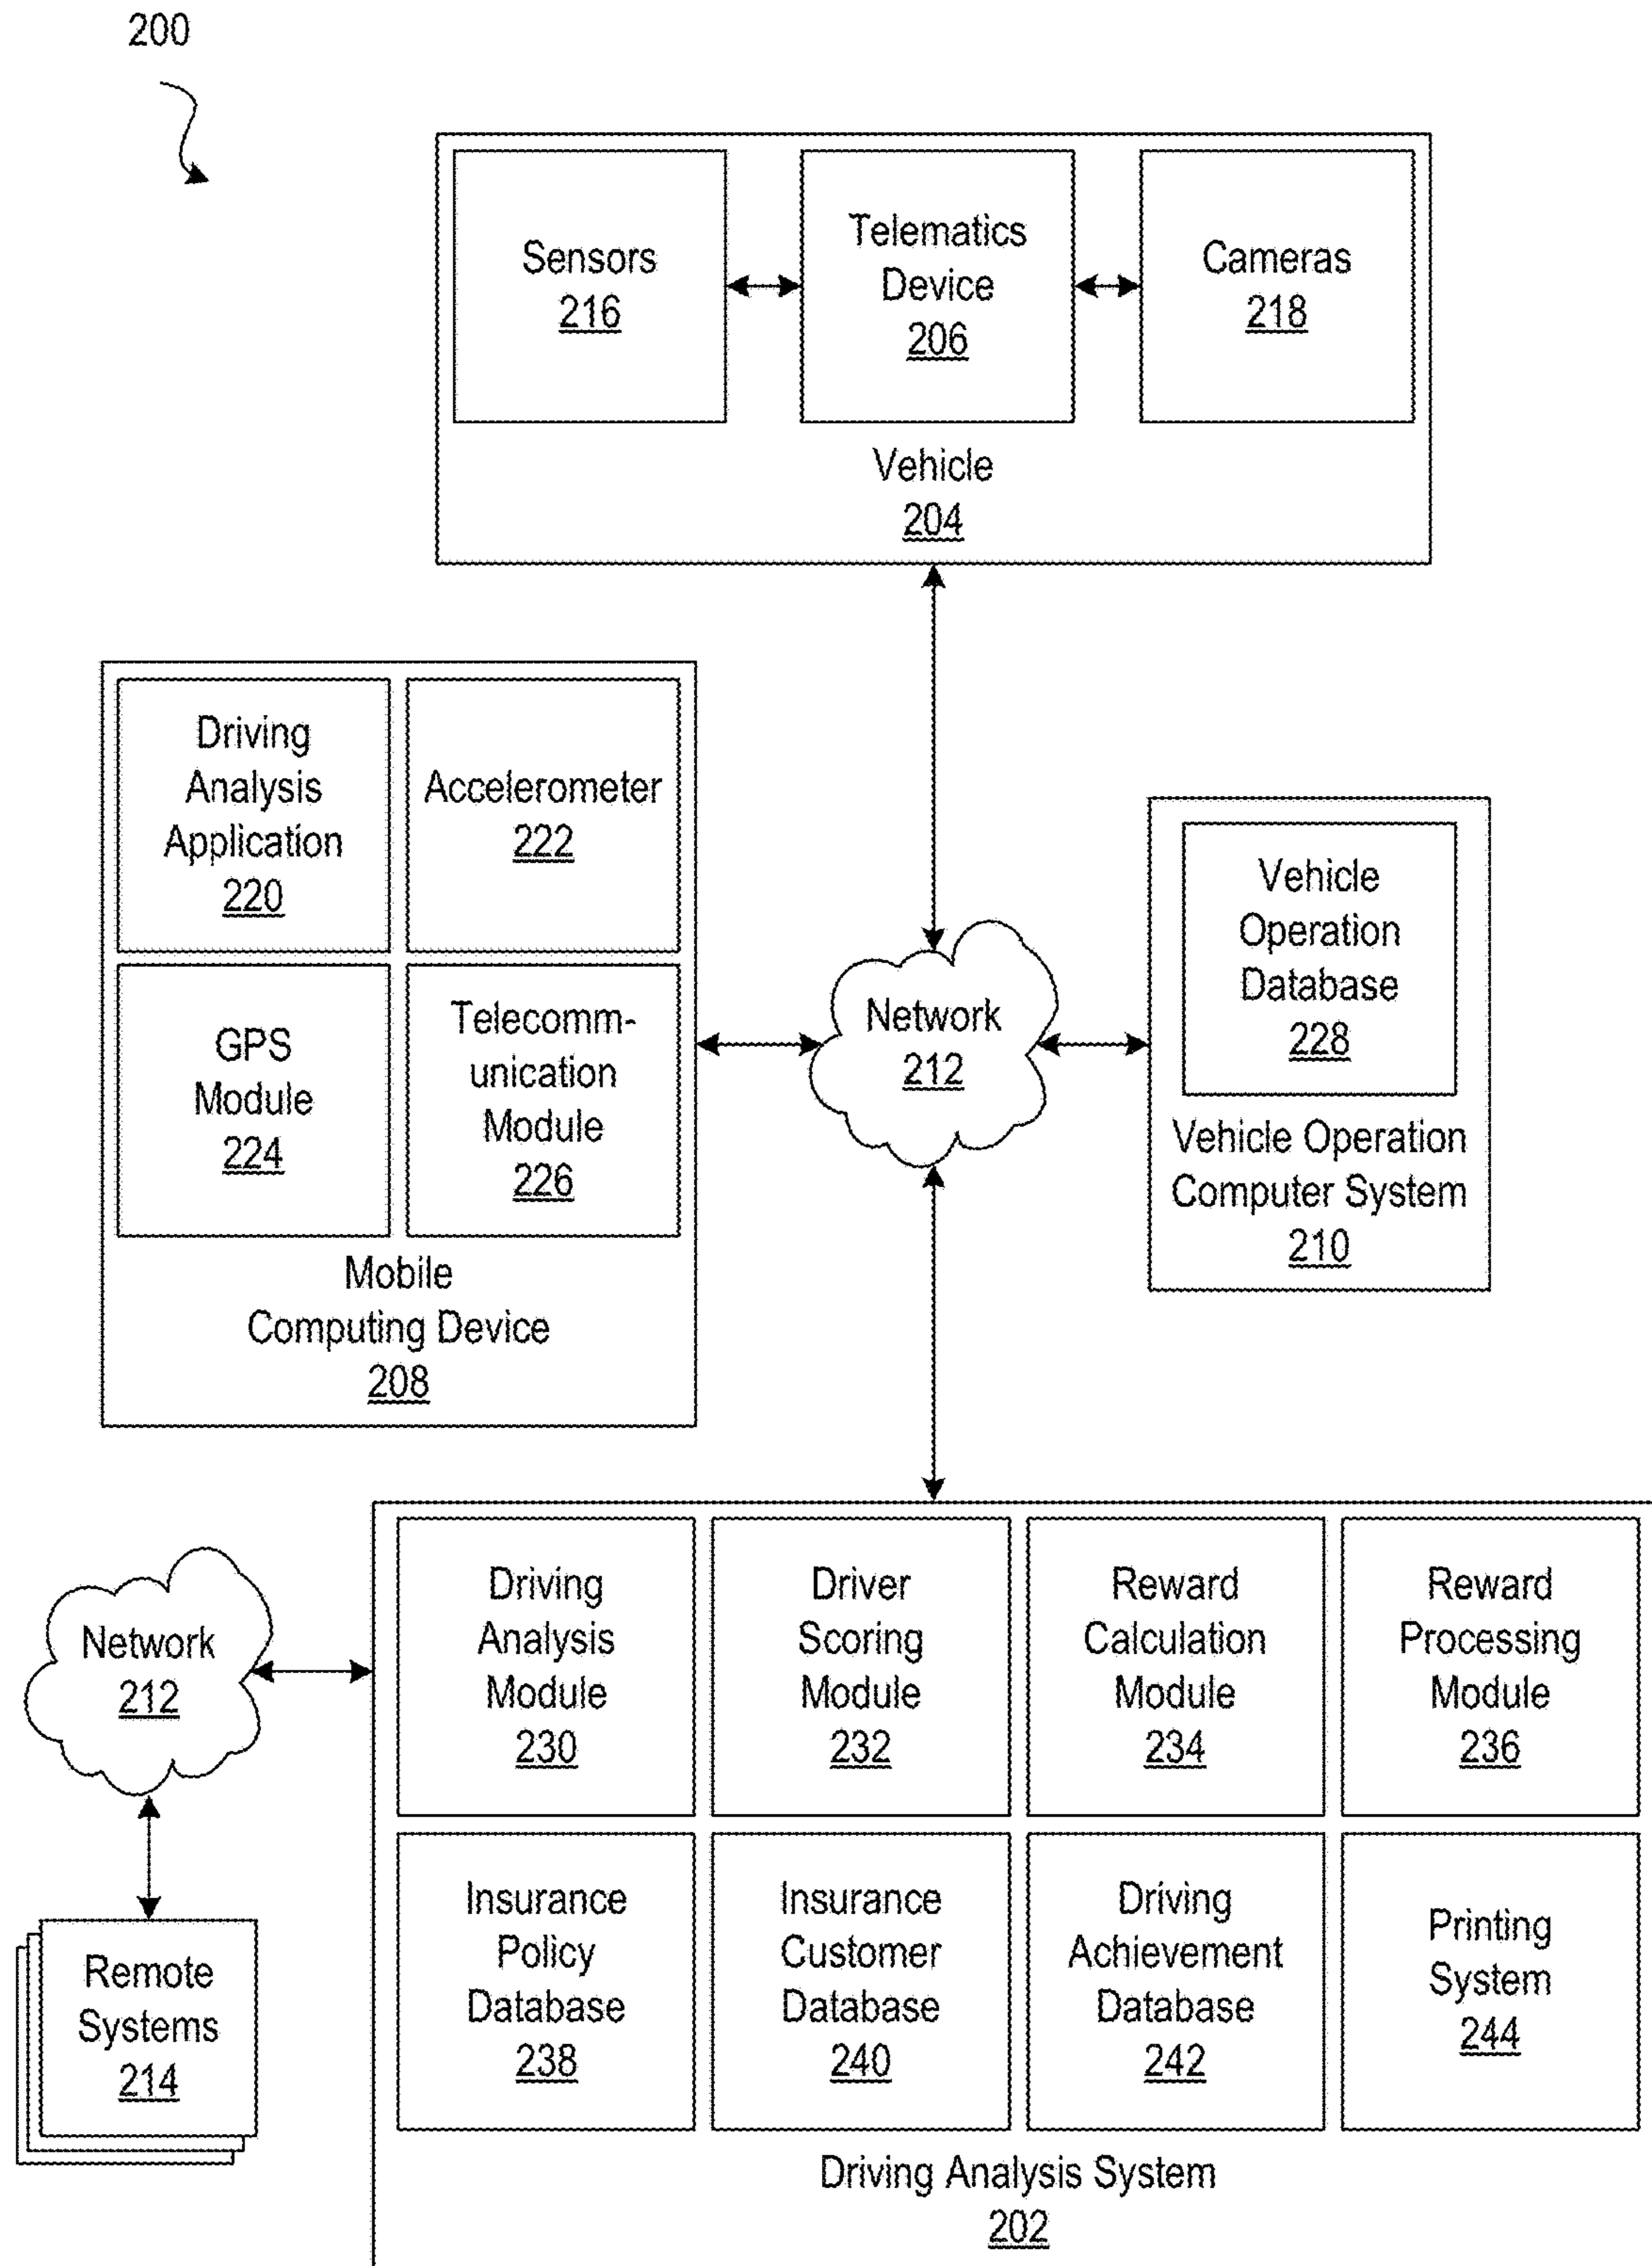 200
Sensors
216
Telematics
Device
206
Cameras
218
Vehicle
204
Driving
Analysis
Application
220
Accelerometer
222
GPS
Module
224
Telecomm-
unication
Module
226
Mobile
Computing Device
208
Network
212
Vehicle
Operation
Database
228
Vehicle Operation
Computer System
210
Network
212
Remote
Systems
214
Driving
Analysis
Module
230
Driver
Scoring
Module
232
Reward
Calculation
Module
234
Reward
Processing
Module
236
Insurance
Policy
Database
238
Insurance
Customer
Database
240
Driving
Achievement
Database
242
Printing
System
244
Driving Analysis System
202